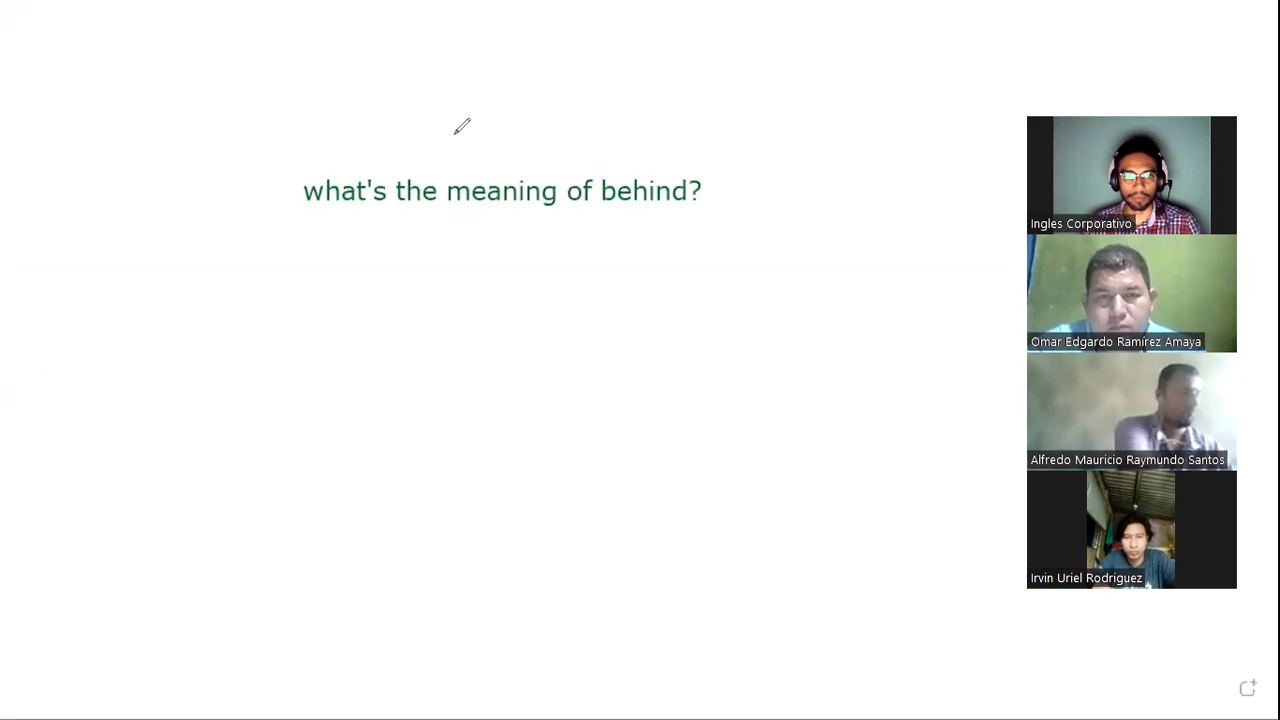 what's the meaning of behind?
Ingles Corporativo
Omar Edgardo Ramírez Amaya
Alfredo Mauricio Raymundo Santos
Irvin Uriel Rodriguez